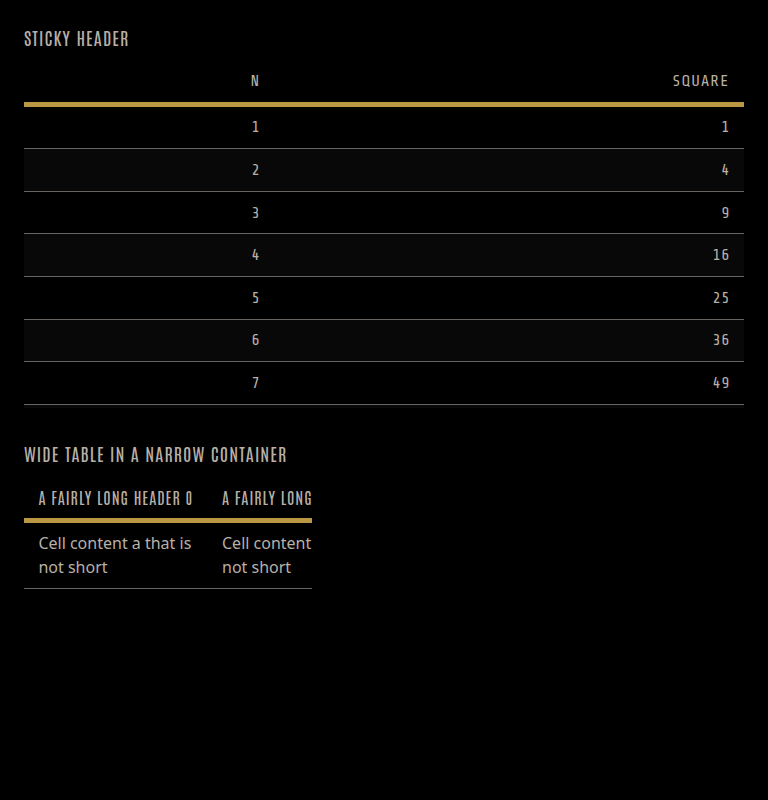 STICKY HEADER
N SQUARE
1 1
2 4
3 9
4 16
5 25
6 36
7 49
WIDE TABLE IN A NARROW CONTAINER
A FAIRLY LONG HEADER 0 A FAIRLY LONG
Cell content a that is Cell content
not short not short